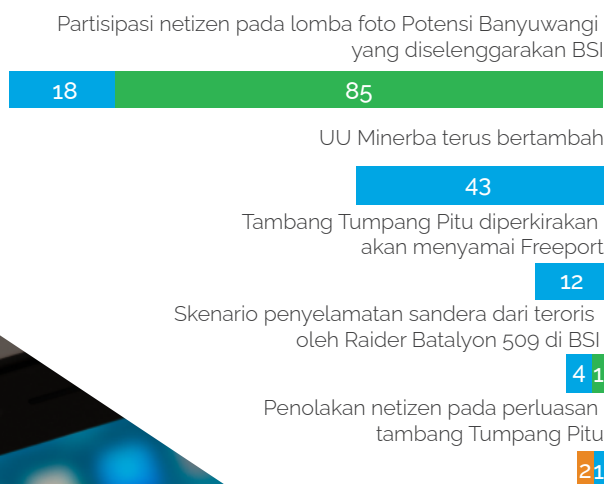 Partisipasi netizen pada lomba foto Potensi Banyuwangi
yang diselenggarakan BSI
18 85
UU Minerba terus bertambah
43
Tambang Tumpang Pitu diperkirakan
akan menyamai Freeport
12
Skenario penyelamatan sandera dari teroris
oleh Raider Batalyon 509 di BSI
4 1
Penolakan netizen pada perluasan
tambang Tumpang Pitu
2 1